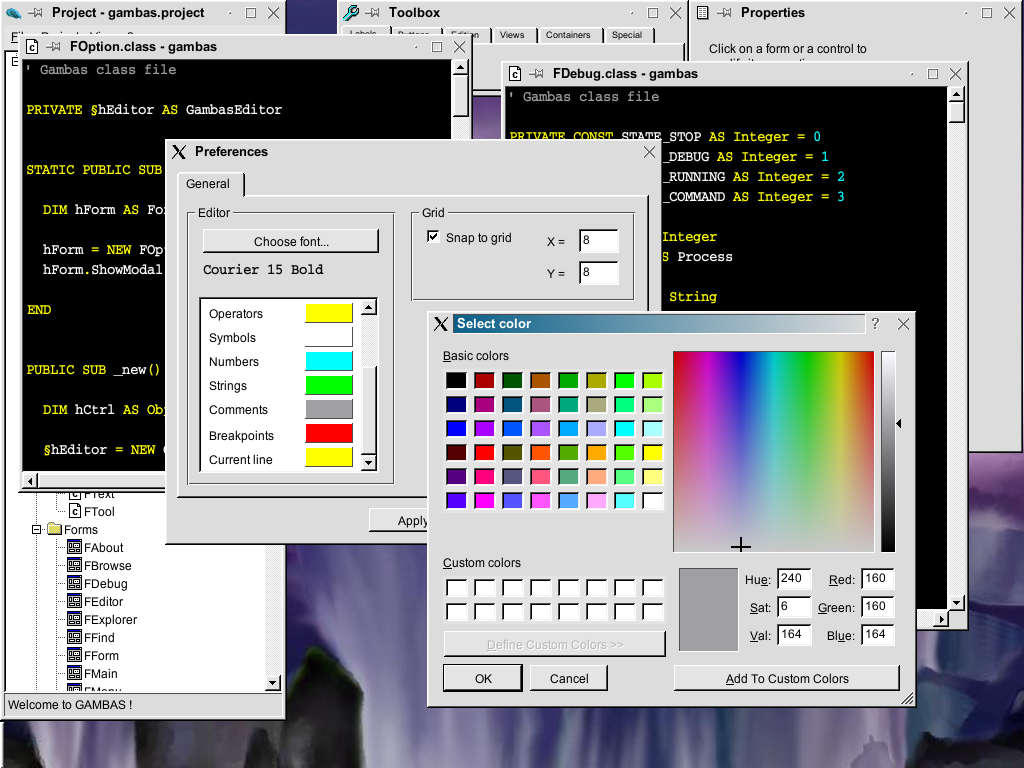 Project - gambas.project
Toolbox
Properties
Views
Containers
Special
Click on a form or a control to
FOption.class - gambas
' Gambas class file
PRIVATE §hEditor AS GambasEditor
STATIC PUBLIC SUB
DIM hForm AS
hForm = NEW
hForm.ShowModal
END
PUBLIC SUB _new()
DIM hCtrl AS
§hEditor = NEW
FDebug.class - gambas
' Gambas class file
PRIVATE CONST STATE_STOP AS Integer = 0
_DEBUG AS Integer = 1
_RUNNING AS Integer = 2
_COMMAND AS Integer = 3
Integer
Process
String
Preferences
General
Editor
Choose font...
Courier 15 Bold
Operators
Symbols
Numbers
Strings
Comments
Breakpoints
Current line
Grid
Snap to grid
X = 8
Y = 8
Apply
Select color
?
Basic colors
Custom colors
Define Custom Colors >>
OK
Cancel
Hue: 240
Red: 160
Sat: 6
Green: 160
Val: 164
Blue: 164
Add To Custom Colors
FText
FTool
Forms
FAbout
FBrowse
FDebug
FEditor
FExplorer
FFind
FForm
FMain
Welcome to GAMBAS !